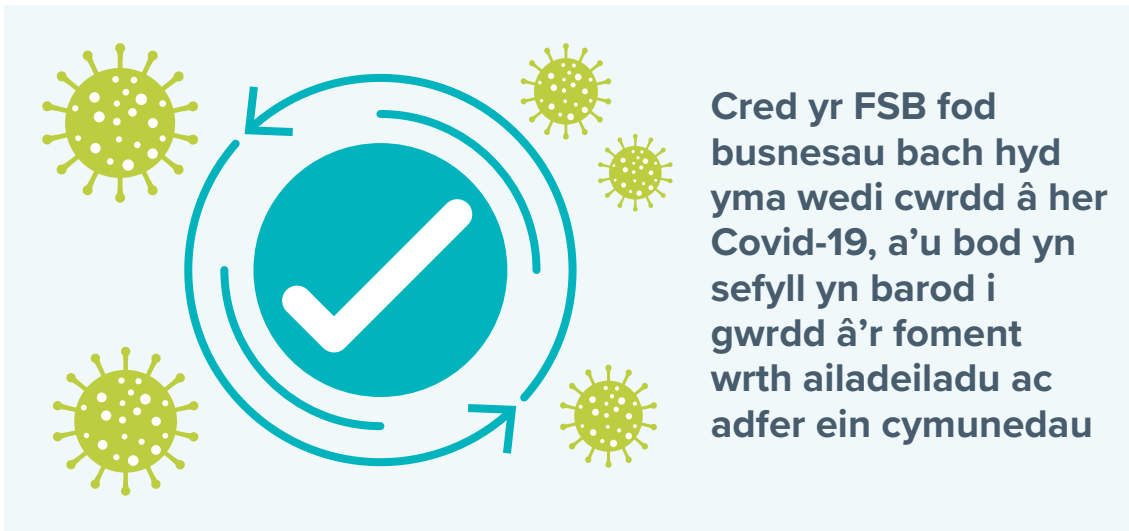 Cred yr FSB fod
busnesau bach hyd
yma wedi cwrdd â her
Covid-19, a’u bod yn
sefyll yn barod i
gwrdd â’r foment
wrth ailadeiladu ac
adfer ein cymunedau